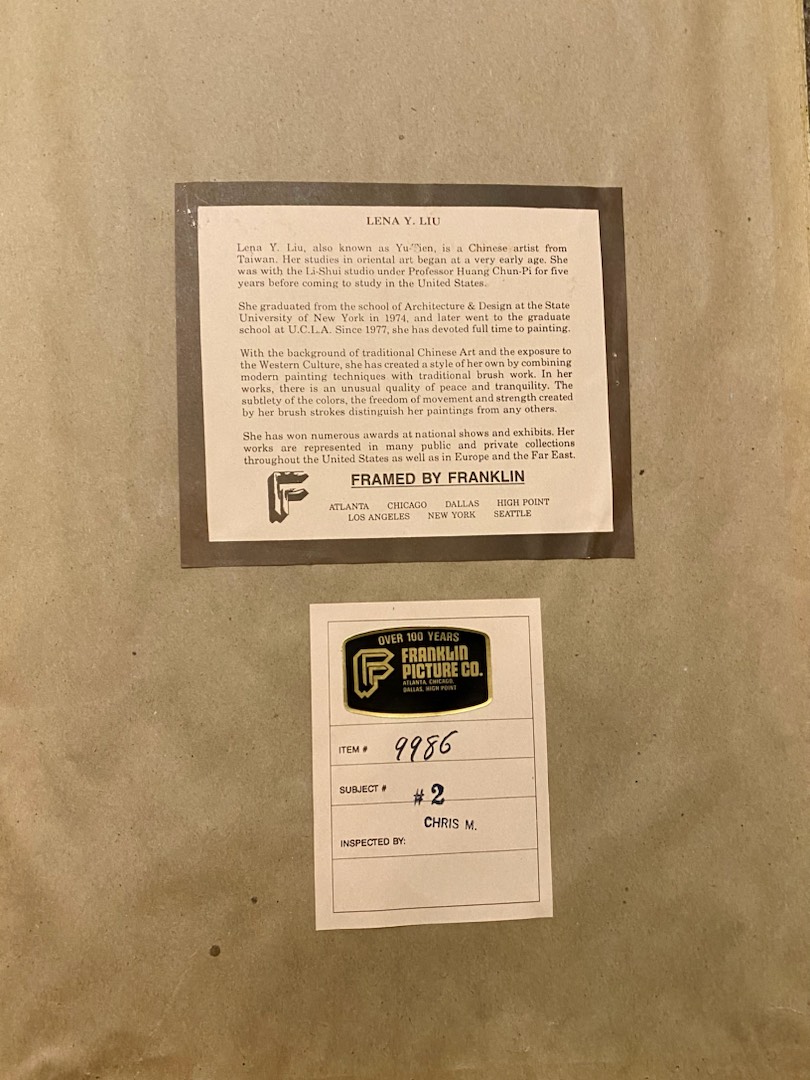 LENA Y. LIU
Lena Y. Liu, also known as Yu-Tien, is a Chinese artist from
Taiwan. Her studies in oriental art began at a very early age. She
was with the Li-Shui studio under Professor Huang Chun-Pi for five
years before coming to study in the United States.
She graduated from the school of Architecture & Design at the State
University of New York in 1974, and later went to the graduate
school at U.C.L.A. Since 1977, she has devoted full time to painting.
With the background of traditional Chinese Art and the exposure to
the Western Culture, she has created a style of her own by combining
modern painting techniques with traditional brush work. In her
works, there is an unusual quality of peace and tranquility. The
subtlety of the colors, the freedom of movement and strength created
by her brush strokes distinguish her paintings from any others.
She has won numerous awards at national shows and exhibits. Her
works are represented in many public and private collections
throughout the United States as well as in Europe and the Far East.
FRAMED BY FRANKLIN
ATLANTA CHICAGO DALLAS HIGH POINT
LOS ANGELES NEW YORK SEATTLE
OVER 100 YEARS
FRANKLIN
PICTURE CO.
ATLANTA, CHICAGO,
DALLAS, HIGH POINT
ITEM # 9986
SUBJECT # #2
CHRIS M.
INSPECTED BY: